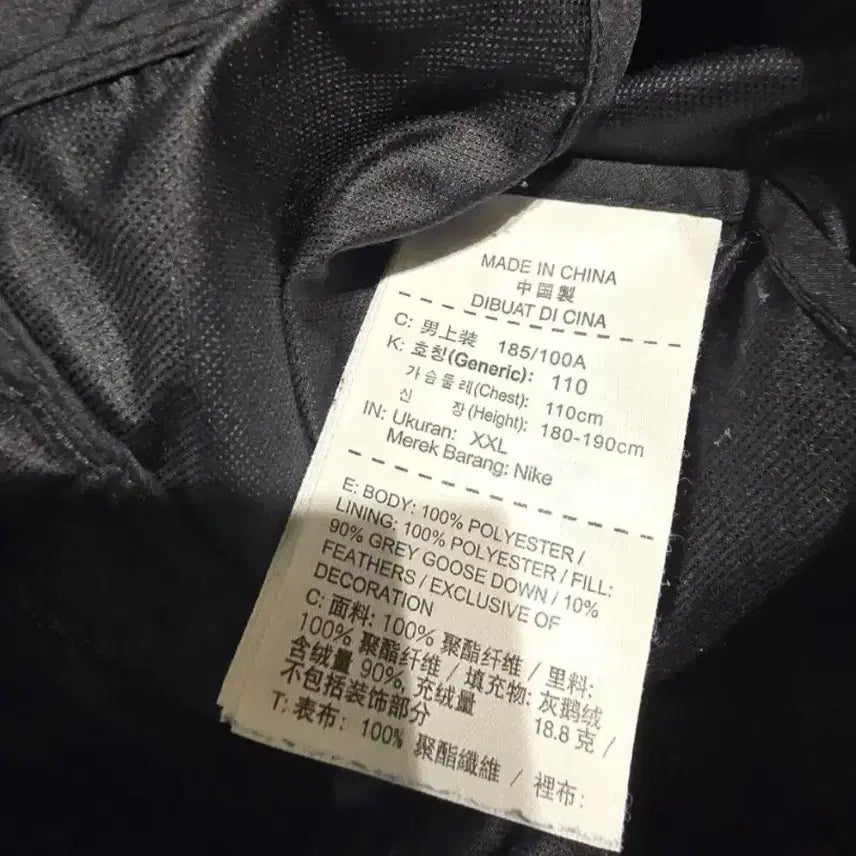 MADE IN CHINA
中国製
DIBUAT DI CINA
C: 男上装 185/100A
K: 호칭(Generic): 110
가슴둘레(Chest): 110cm
신 장(Height): 180-190cm
IN: Ukuran: XXL
Merek Barang: Nike
E: BODY: 100% POLYESTER /
LINING: 100% POLYESTER / FILL:
90% GREY GOOSE DOWN / 10%
FEATHERS / EXCLUSIVE OF
DECORATION
C: 面料: 100% 聚酯纤维 / 里料:
100% 聚酯纤维 / 填充物: 灰鹅绒
含绒量 90%, 充绒量 18.8 克 /
不包括装饰部分
T: 表布: 100% 聚酯纖維 / 裡布: